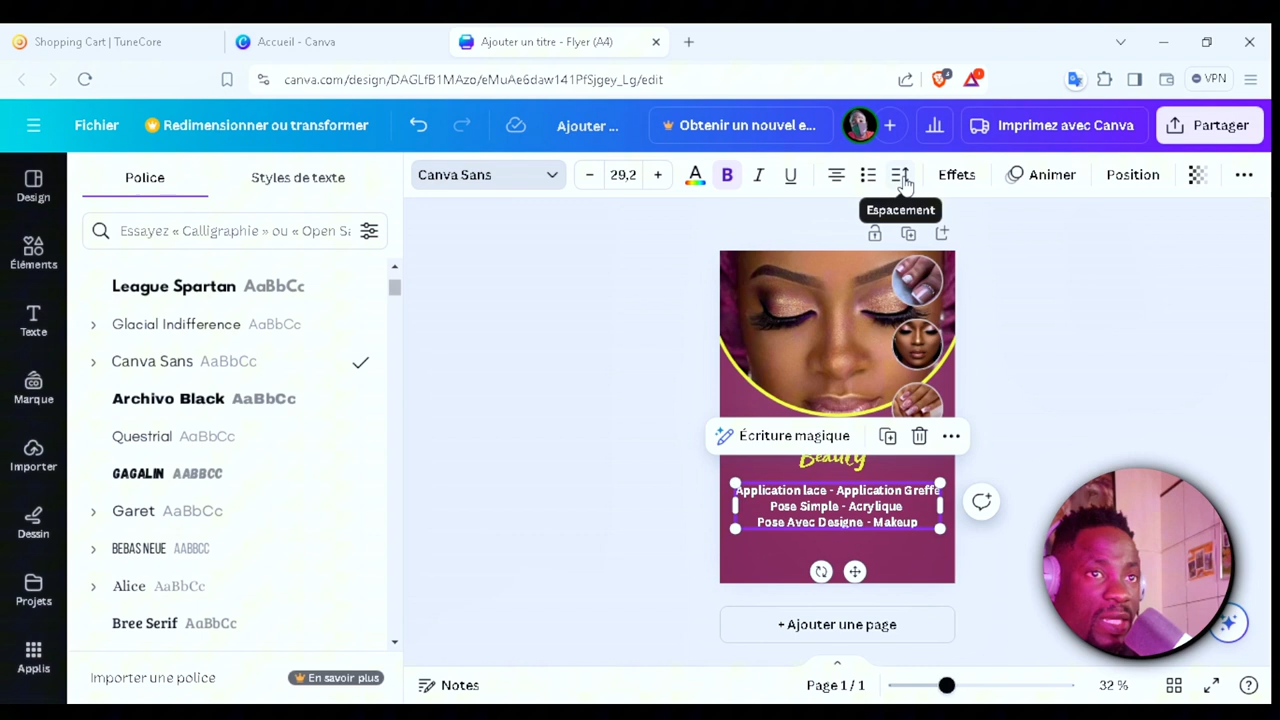 Shopping Cart | TuneCore
Accueil - Canva
Ajouter un titre - Flyer (A4)
canva.com/design/DAGLfB1MAzo/eMuAe6daw141PfSjgey_Lg/edit
4
1
VPN
Fichier
Redimensionner ou transformer
Ajouter ...
Obtenir un nouvel e...
Imprimez avec Canva
Partager
Police
Styles de texte
Canva Sans
29,2
A
B
I
U
Effets
Animer
Position
Espacement
Design
Éléments
Texte
Marque
Importer
Dessin
Projets
Applis
Essayez « Calligraphie » ou « Open Sa
League Spartan AaBbCc
Glacial Indifference AaBbCc
Canva Sans AaBbCc
Archivo Black AaBbCc
Questrial AaBbCc
GAGALIN AABBCC
Garet AaBbCc
BEBAS NEUE AABBCC
Alice AaBbCc
Bree Serif AaBbCc
Importer une police
En savoir plus
Écriture magique
Beauty
Application lace - Application Greffe
Pose Simple - Acrylique
Pose Avec Designe - Makeup
+ Ajouter une page
Notes
Page 1 / 1
32 %